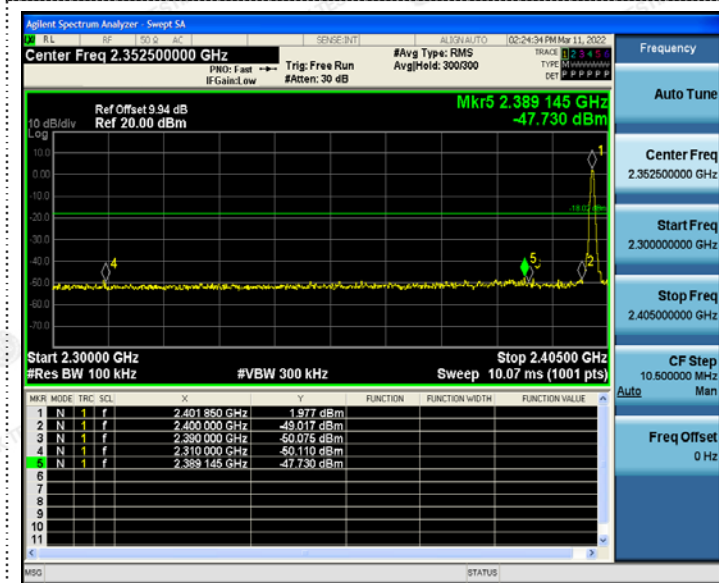 Agilent Spectrum Analyzer - Swept SA
RL RF 50 Ω AC SENSE:INT ALIGNAUTO 02:24:34 PM Mar 11, 2022
Center Freq 2.352500000 GHz
PNO: Fast
IFGain:Low
Trig: Free Run
#Atten: 30 dB
#Avg Type: RMS
Avg|Hold: 300/300
TRACE 1 2 3 4 5 6
TYPE M
DET P P P P P P
Frequency
Auto Tune
Center Freq
2.352500000 GHz
Start Freq
2.300000000 GHz
Stop Freq
2.405000000 GHz
CF Step
10.500000 MHz
Auto Man
Freq Offset
0 Hz
Mkr5 2.389 145 GHz
-47.730 dBm
Ref Offset 9.94 dB
10 dB/div Ref 20.00 dBm
Log
10.0
0.00
-10.0
-20.0
-30.0
-40.0
-50.0
-60.0
-70.0
1
-18.02 dBm
4
5
2
Start 2.30000 GHz Stop 2.40500 GHz
#Res BW 100 kHz #VBW 300 kHz Sweep 10.07 ms (1001 pts)
MKR MODE TRC SCL X Y FUNCTION FUNCTION WIDTH FUNCTION VALUE
1 N 1 f 2.401 850 GHz 1.977 dBm
2 N 1 f 2.400 000 GHz -49.017 dBm
3 N 1 f 2.390 000 GHz -50.075 dBm
4 N 1 f 2.310 000 GHz -50.110 dBm
5 N 1 f 2.389 145 GHz -47.730 dBm
6
7
8
9
10
11
MSG STATUS